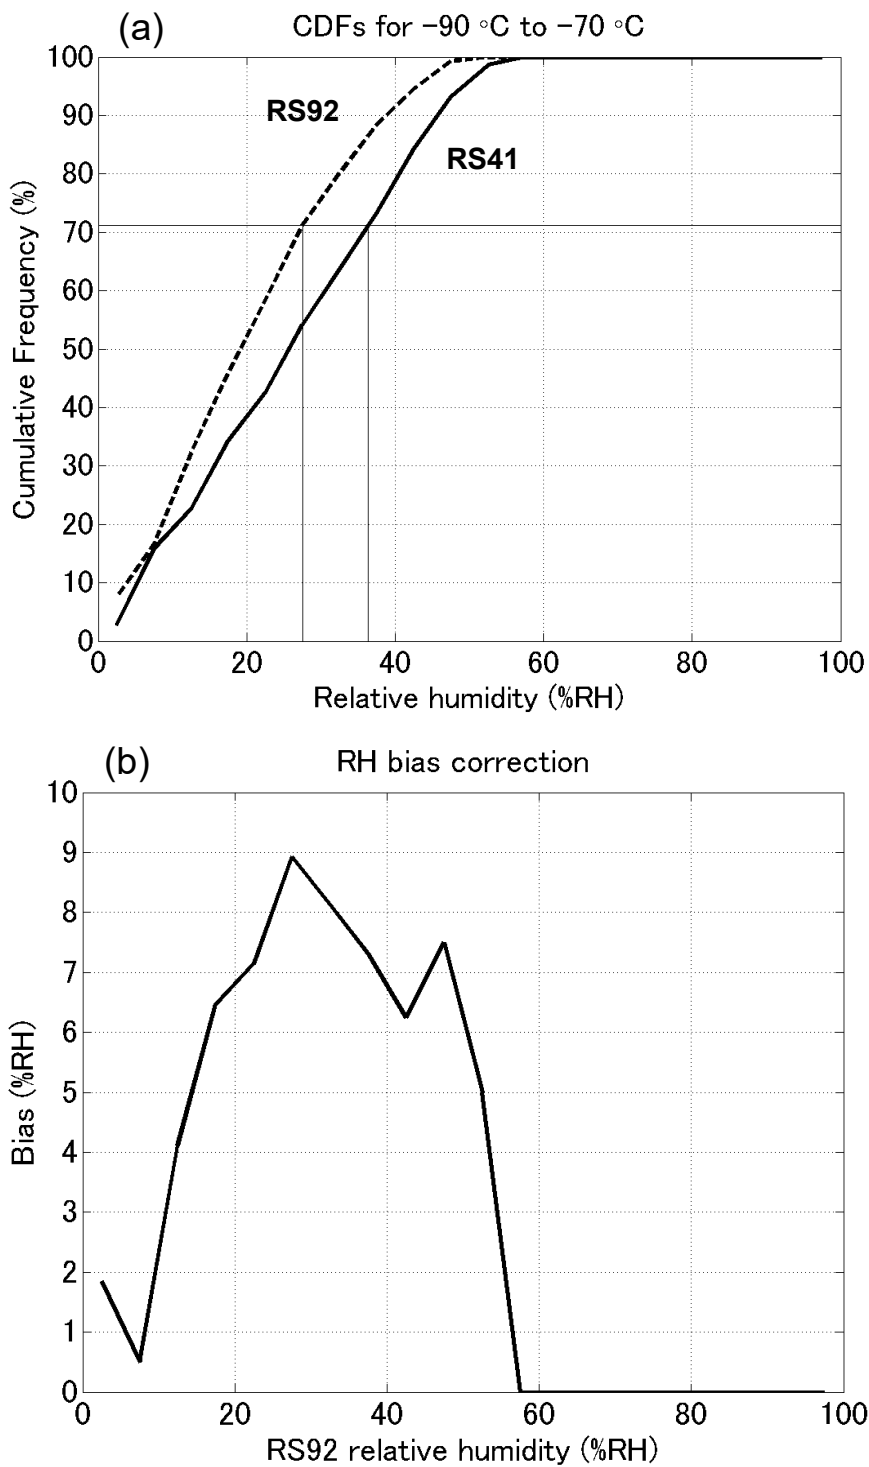 (a) CDFs for −90 °C to −70 °C
100
90
80
70
60
50
40
30
20
10
0
Cumulative Frequency (%)
RS92
RS41
0 20 40 60 80 100
Relative humidity (%RH)
(b) RH bias correction
10
9
8
7
6
5
4
3
2
1
0
Bias (%RH)
0 20 40 60 80 100
RS92 relative humidity (%RH)